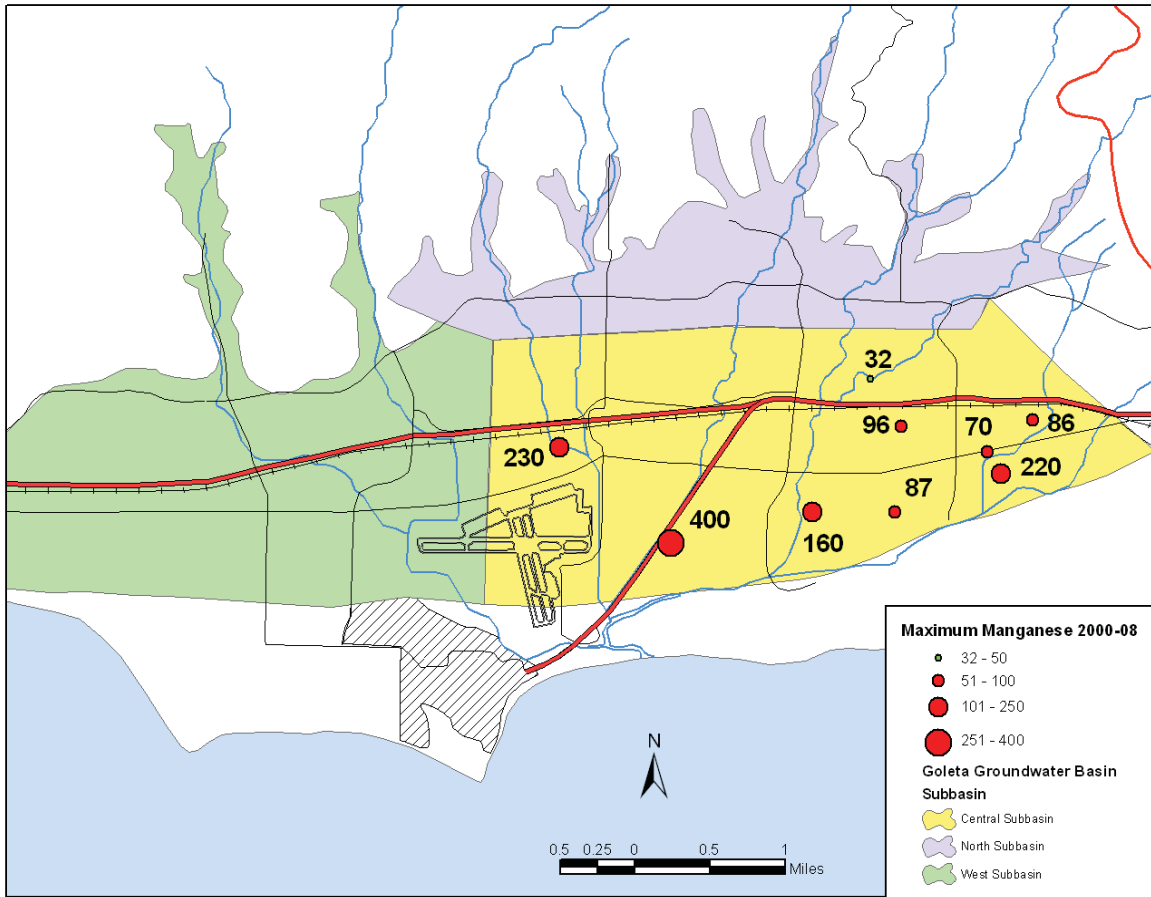 32
96
70
86
230
220
87
400
160
Maximum Manganese 2000-08
32 - 50
51 - 100
101 - 250
251 - 400
Goleta Groundwater Basin
Subbasin
Central Subbasin
North Subbasin
West Subbasin
N
0.5 0.25 0 0.5 1
Miles